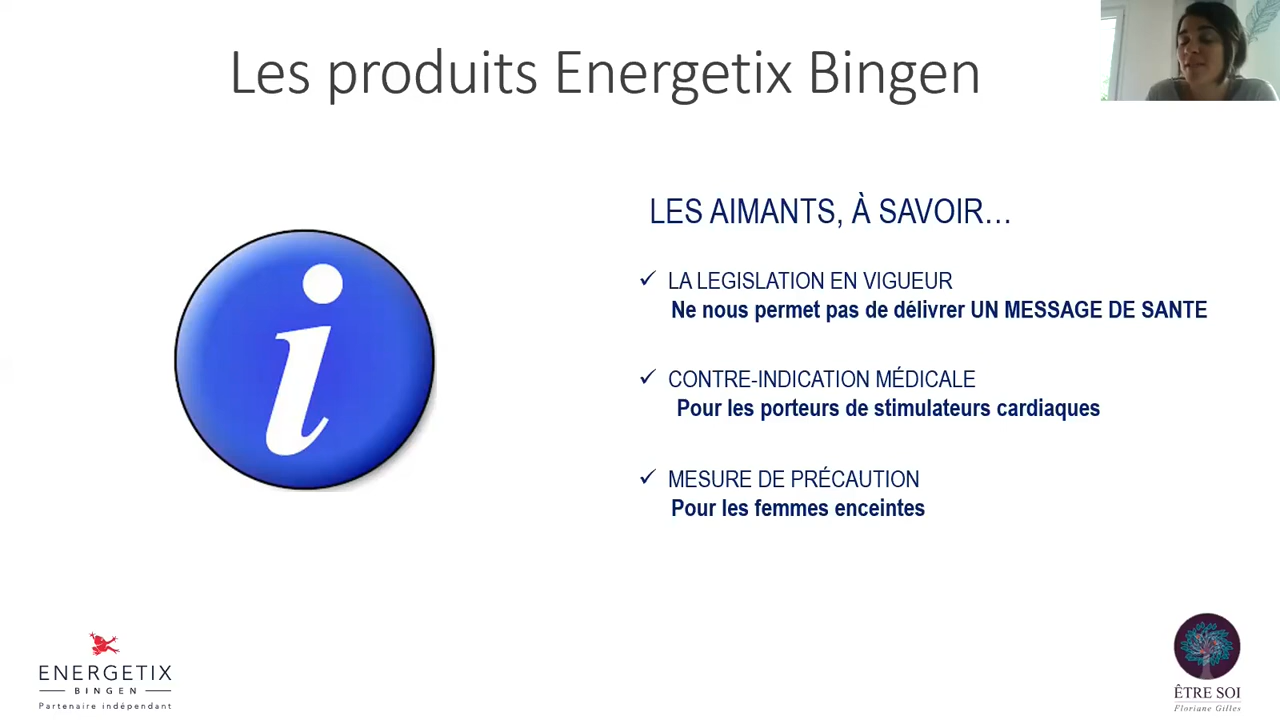 Les produits Energetix Bingen
LES AIMANTS, À SAVOIR…
LA LEGISLATION EN VIGUEUR
Ne nous permet pas de délivrer UN MESSAGE DE SANTE
CONTRE-INDICATION MÉDICALE
Pour les porteurs de stimulateurs cardiaques
MESURE DE PRÉCAUTION
Pour les femmes enceintes
i
ENERGETIX
BINGEN
Partenaire indépendant
ÊTRE SOI
Floriane Gilles